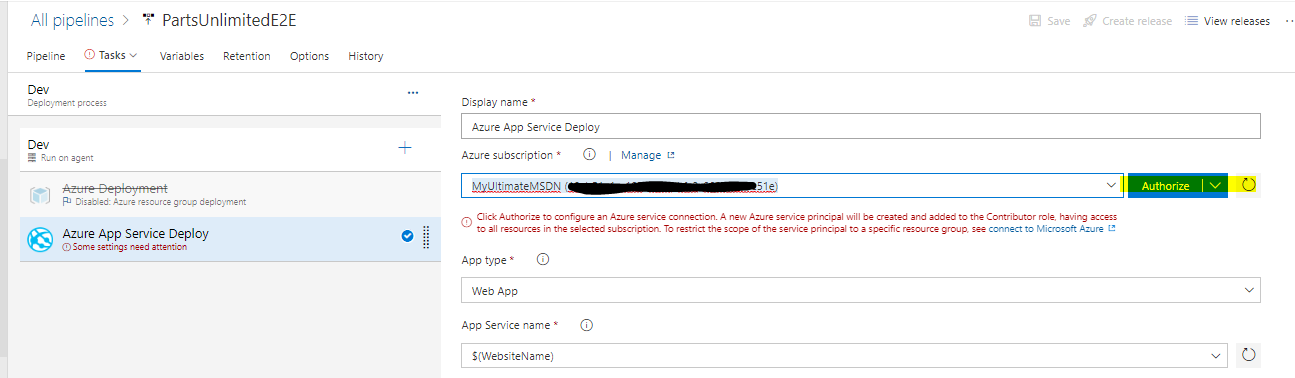 All pipelines > PartsUnlimitedE2E
Save Create release View releases ...
Pipeline Tasks Variables Retention Options History
Dev
Deployment process
...
Dev
Run on agent
Azure Deployment
Disabled: Azure resource group deployment
Azure App Service Deploy
Some settings need attention
Display name *
Azure App Service Deploy
Azure subscription * | Manage
MyUltimateMSDN ( 51e)
Authorize
Click Authorize to configure an Azure service connection. A new Azure service principal will be created and added to the Contributor role, having access
to all resources in the selected subscription. To restrict the scope of the service principal to a specific resource group, see connect to Microsoft Azure
App type *
Web App
App Service name *
$(WebsiteName)